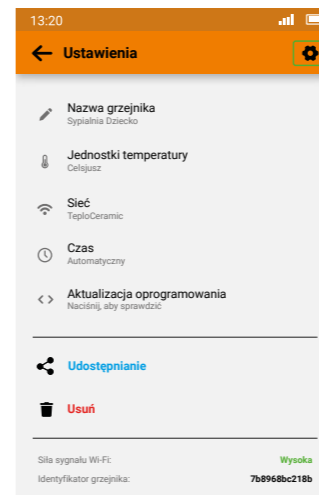 13:20
Ustawienia
Nazwa grzejnika
Sypialnia Dziecko
Jednostki temperatury
Celsjusz
Sieć
TeploCeramic
Czas
Automatyczny
Aktualizacja oprogramowania
Naciśnij, aby sprawdzić
Udostępnianie
Usuń
Siła sygnału Wi-Fi: Wysoka
Identyfikator grzejnika: 7b8968bc218b